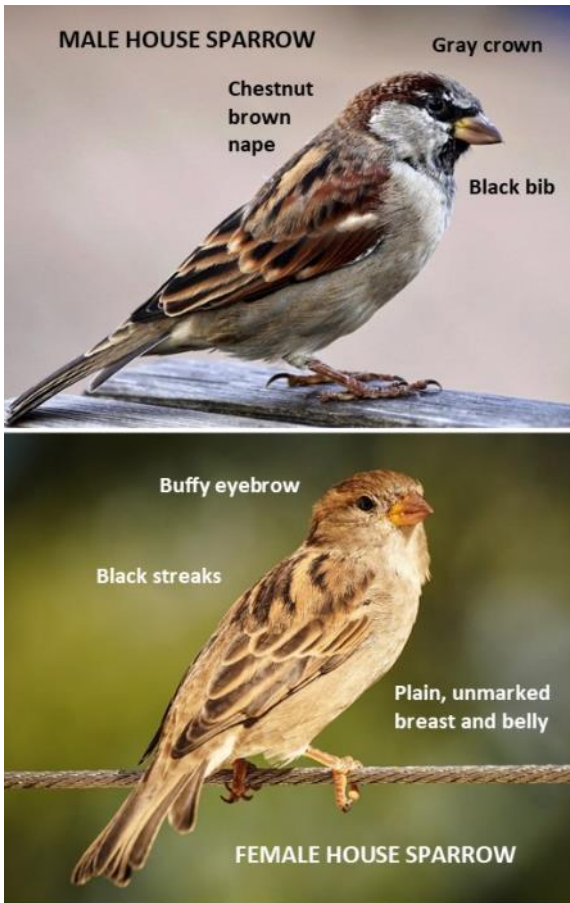 MALE HOUSE SPARROW
Gray crown
Chestnut
brown
nape
Black bib
Buffy eyebrow
Black streaks
Plain, unmarked
breast and belly
FEMALE HOUSE SPARROW